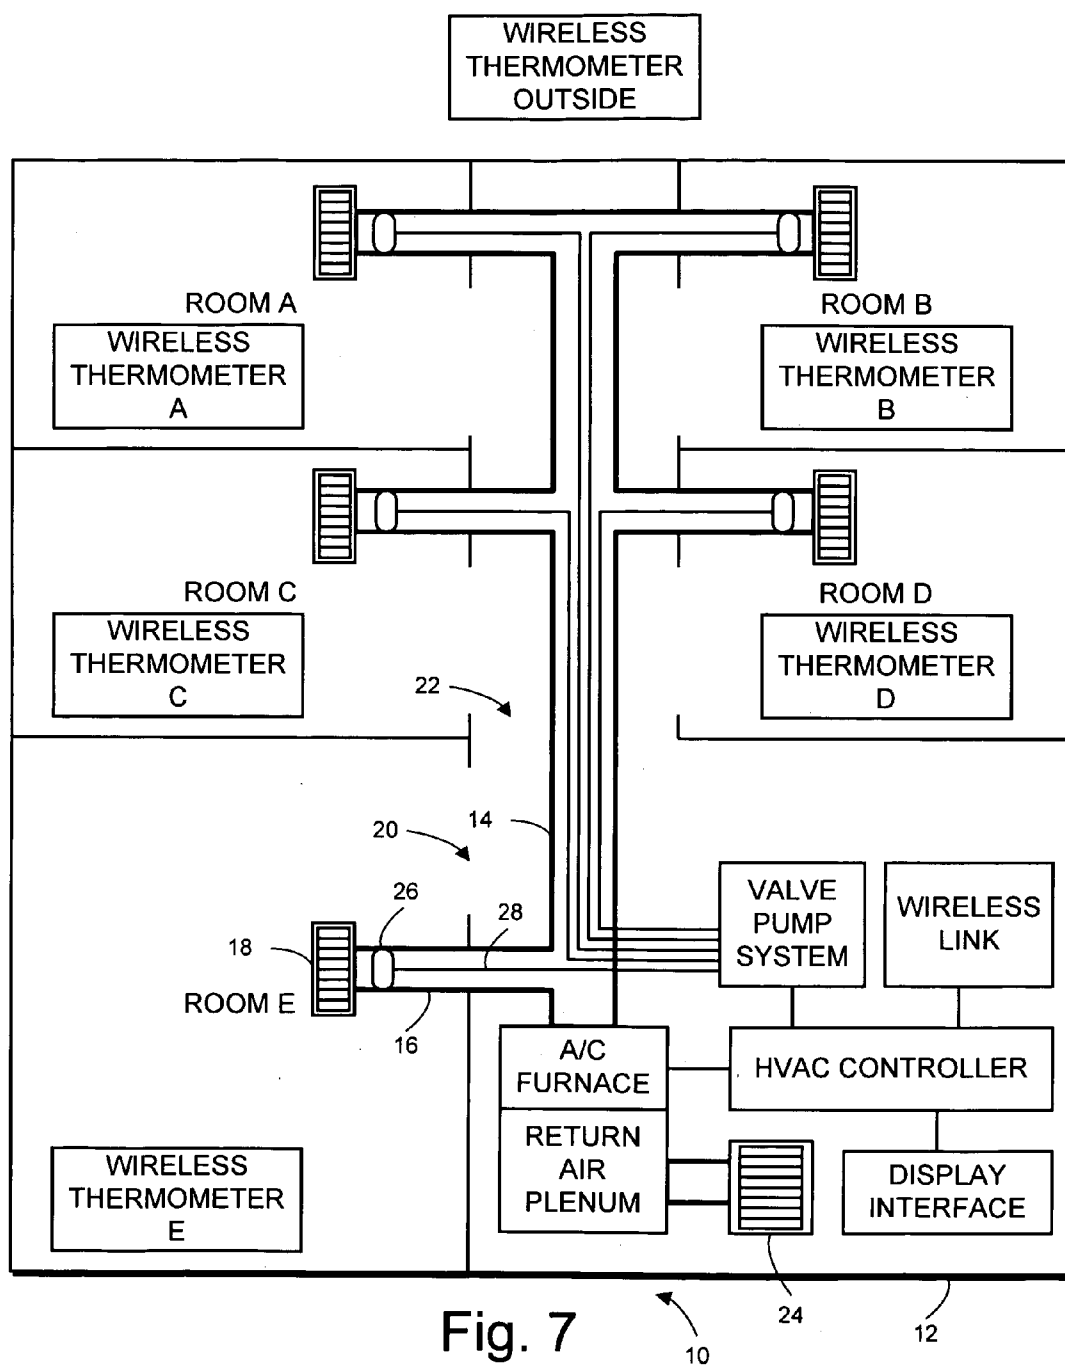 WIRELESS
THERMOMETER
OUTSIDE
ROOM A
WIRELESS
THERMOMETER
A
ROOM B
WIRELESS
THERMOMETER
B
ROOM C
WIRELESS
THERMOMETER
C
ROOM D
WIRELESS
THERMOMETER
D
22
14
20
26
28
18
ROOM E
16
VALVE
PUMP
SYSTEM
WIRELESS
LINK
A/C
FURNACE
HVAC CONTROLLER
RETURN
AIR
PLENUM
DISPLAY
INTERFACE
WIRELESS
THERMOMETER
E
24
12
10
Fig. 7